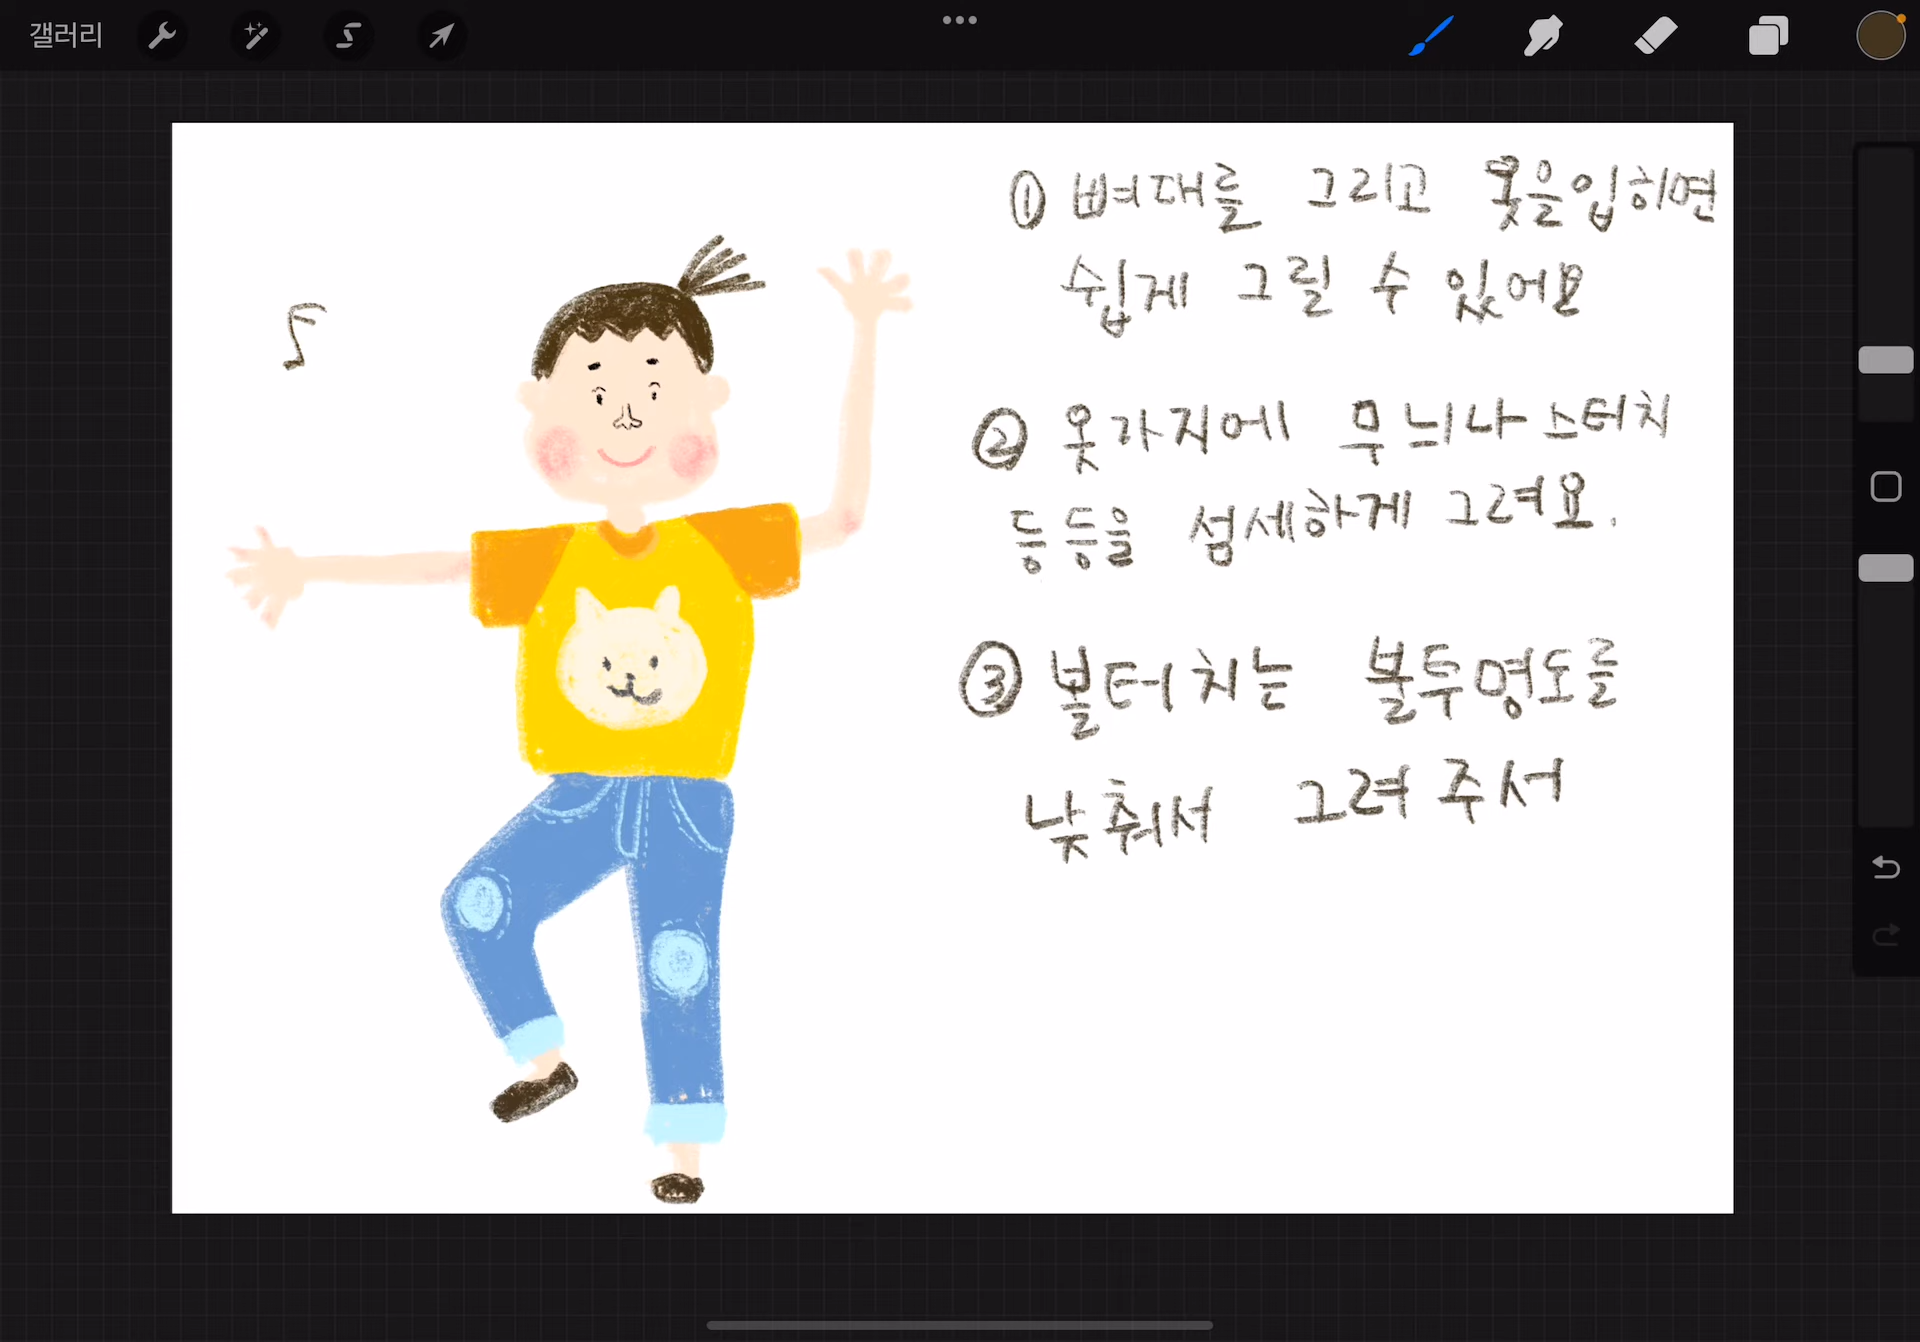 갤러리
① 뼈대를 그리고 옷을입히면
쉽게 그릴 수 있어요
② 옷가지에 무늬나 스터치
등등을 섬세하게 그려요.
③ 볼터치는 불투명도를
낮춰서 그려주서